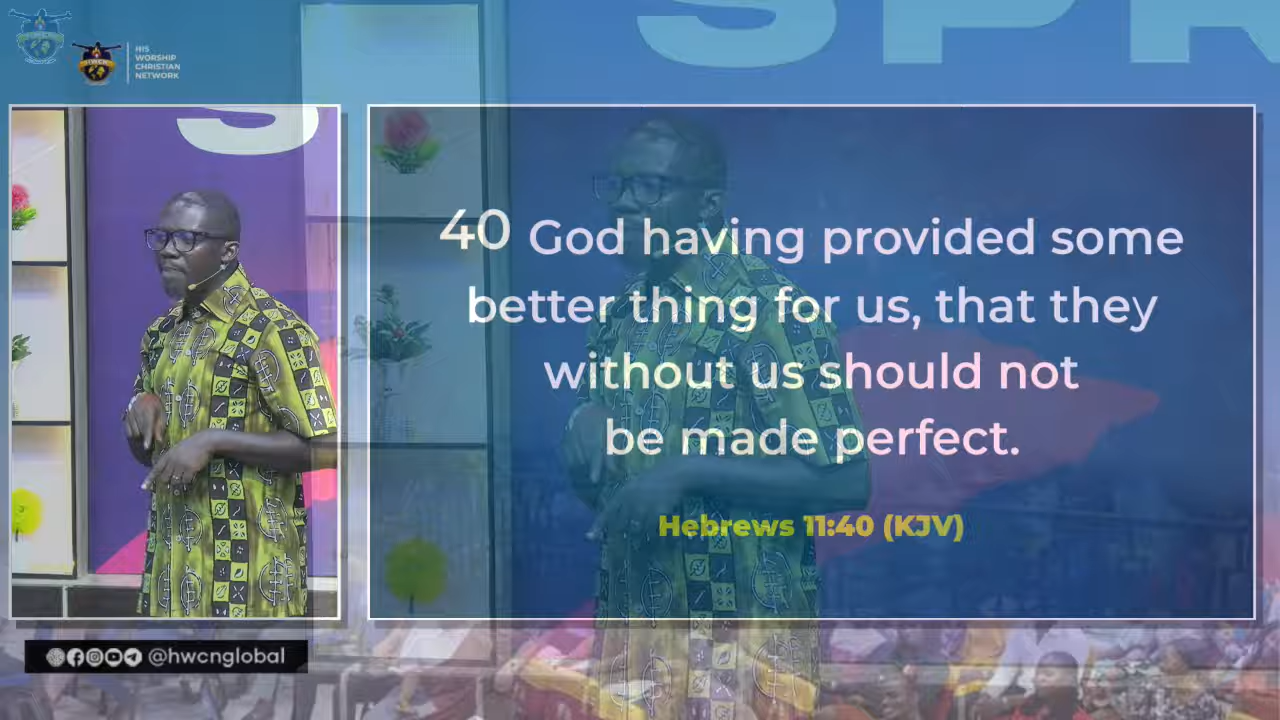 SPR
HIS
WORSHIP
CHRISTIAN
NETWORK
S
40 God having provided some
better thing for us, that they
without us should not
be made perfect.
Hebrews 11:40 (KJV)
@hwcnglobal